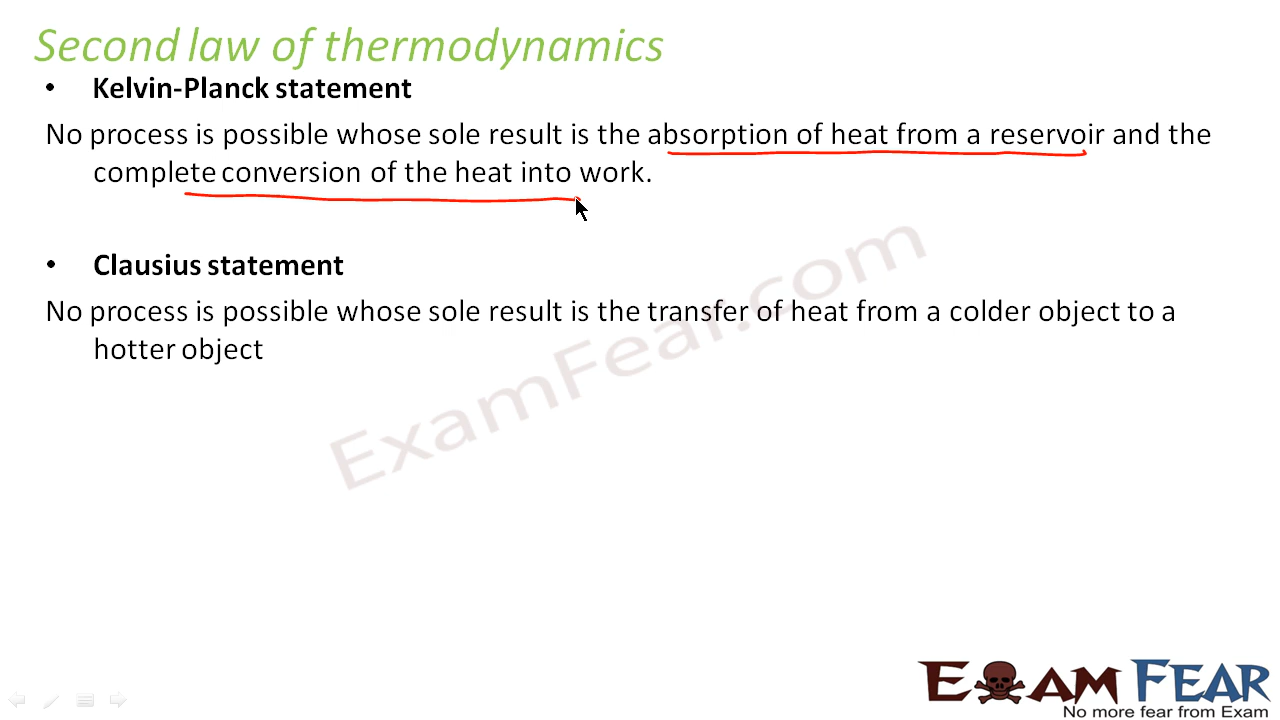 Second law of thermodynamics
• Kelvin-Planck statement
No process is possible whose sole result is the absorption of heat from a reservoir and the
complete conversion of the heat into work.
• Clausius statement
No process is possible whose sole result is the transfer of heat from a colder object to a
hotter object
ExamFear.com
EXAM FEAR
No more fear from Exam